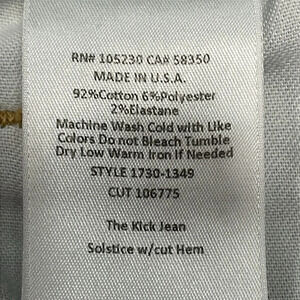 RN# 105230 CA# 58350
MADE IN U.S.A.
92%Cotton 6%Polyester
2%Elastane
Machine Wash Cold with Like
Colors Do not Bleach Tumble
Dry Low Warm Iron If Needed
STYLE 1730-1349
CUT 106775
The Kick Jean
Solstice w/cut Hem